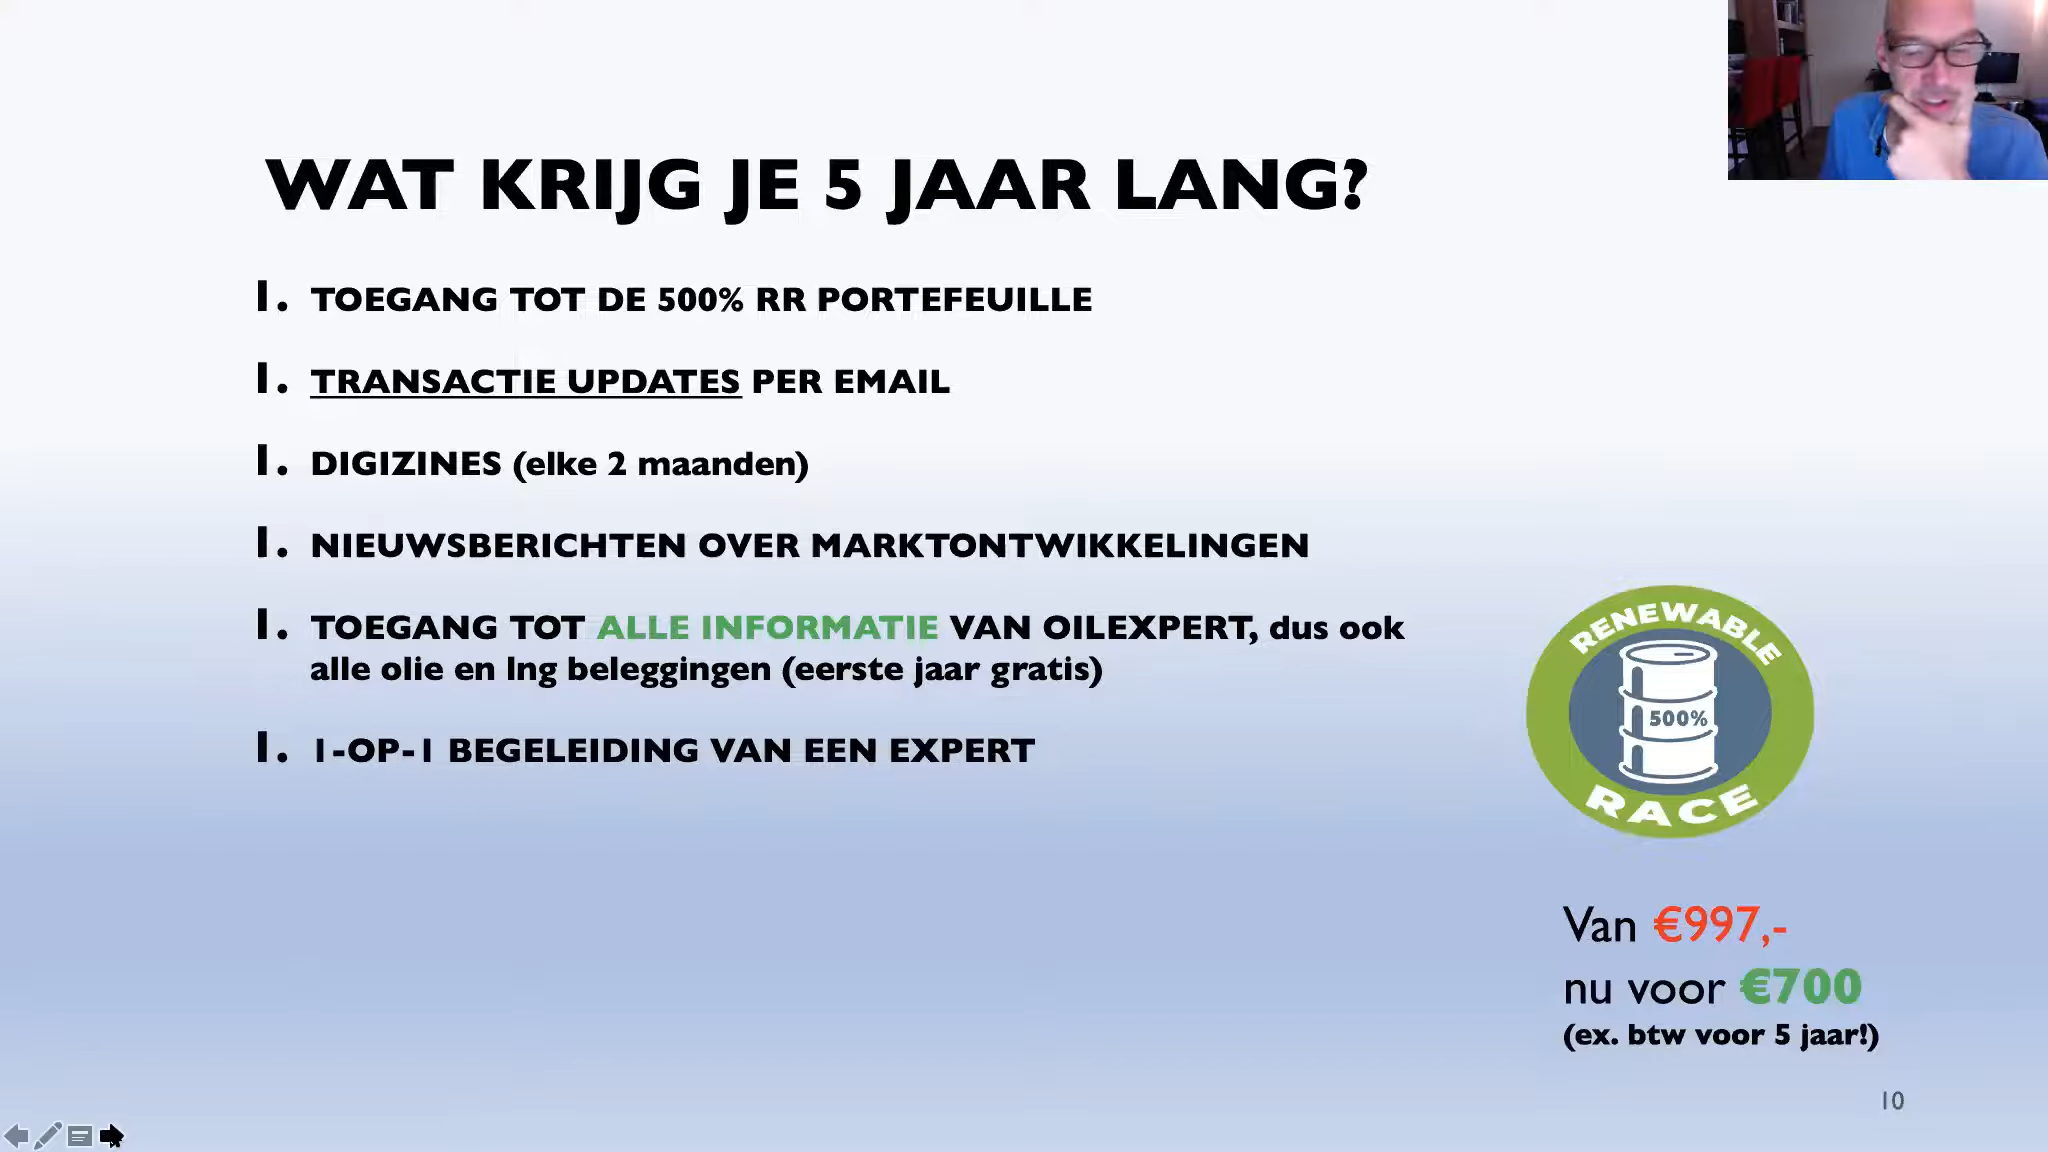 WAT KRIJG JE 5 JAAR LANG?
1. TOEGANG TOT DE 500% RR PORTEFEUILLE
1. TRANSACTIE UPDATES PER EMAIL
1. DIGIZINES (elke 2 maanden)
1. NIEUWSBERICHTEN OVER MARKTONTWIKKELINGEN
1. TOEGANG TOT ALLE INFORMATIE VAN OILEXPERT, dus ook
alle olie en lng beleggingen (eerste jaar gratis)
1. 1-OP-1 BEGELEIDING VAN EEN EXPERT
RENEWABLE
500%
RACE
Van €997,-
nu voor €700
(ex. btw voor 5 jaar!)
10